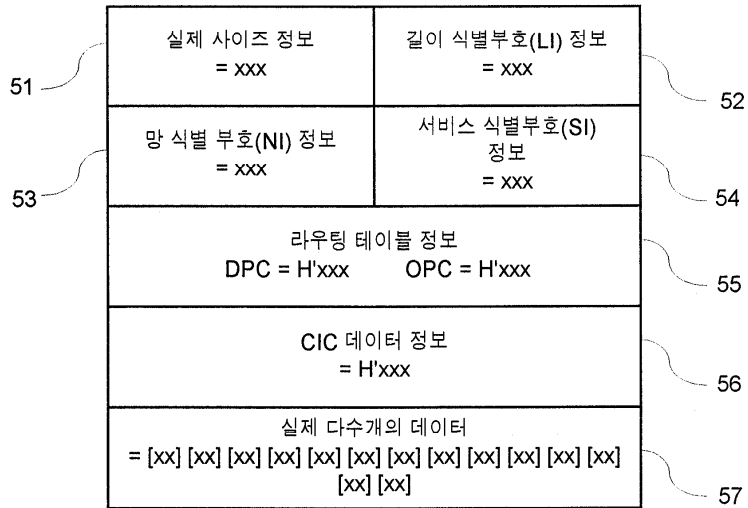 실제 사이즈 정보
= xxx
길이 식별부호(LI) 정보
= xxx
51
52
망 식별 부호(NI) 정보
= xxx
서비스 식별부호(SI)
정보
= xxx
53
54
라우팅 테이블 정보
DPC = H'xxx OPC = H'xxx
55
CIC 데이터 정보
= H'xxx
56
실제 다수개의 데이터
= [xx] [xx] [xx] [xx] [xx] [xx] [xx] [xx] [xx] [xx] [xx] [xx]
[xx] [xx]
57